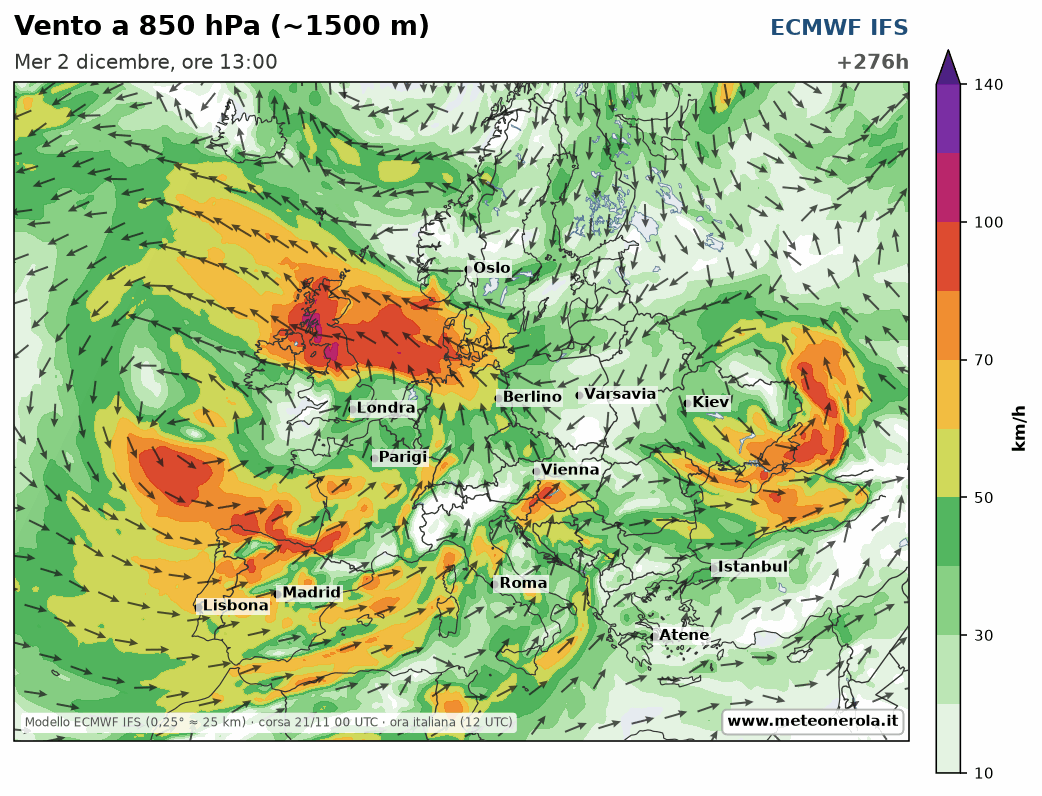 Vento a 850 hPa (~1500 m)
ECMWF IFS
Mer 2 dicembre, ore 13:00
+276h
140
100
70
50
30
10
km/h
Oslo
Londra
Berlino
Varsavia
Kiev
Parigi
Vienna
Madrid
Lisbona
Roma
Istanbul
Atene
Modello ECMWF IFS (0,25° ≈ 25 km) · corsa 21/11 00 UTC · ora italiana (12 UTC)
www.meteonerola.it